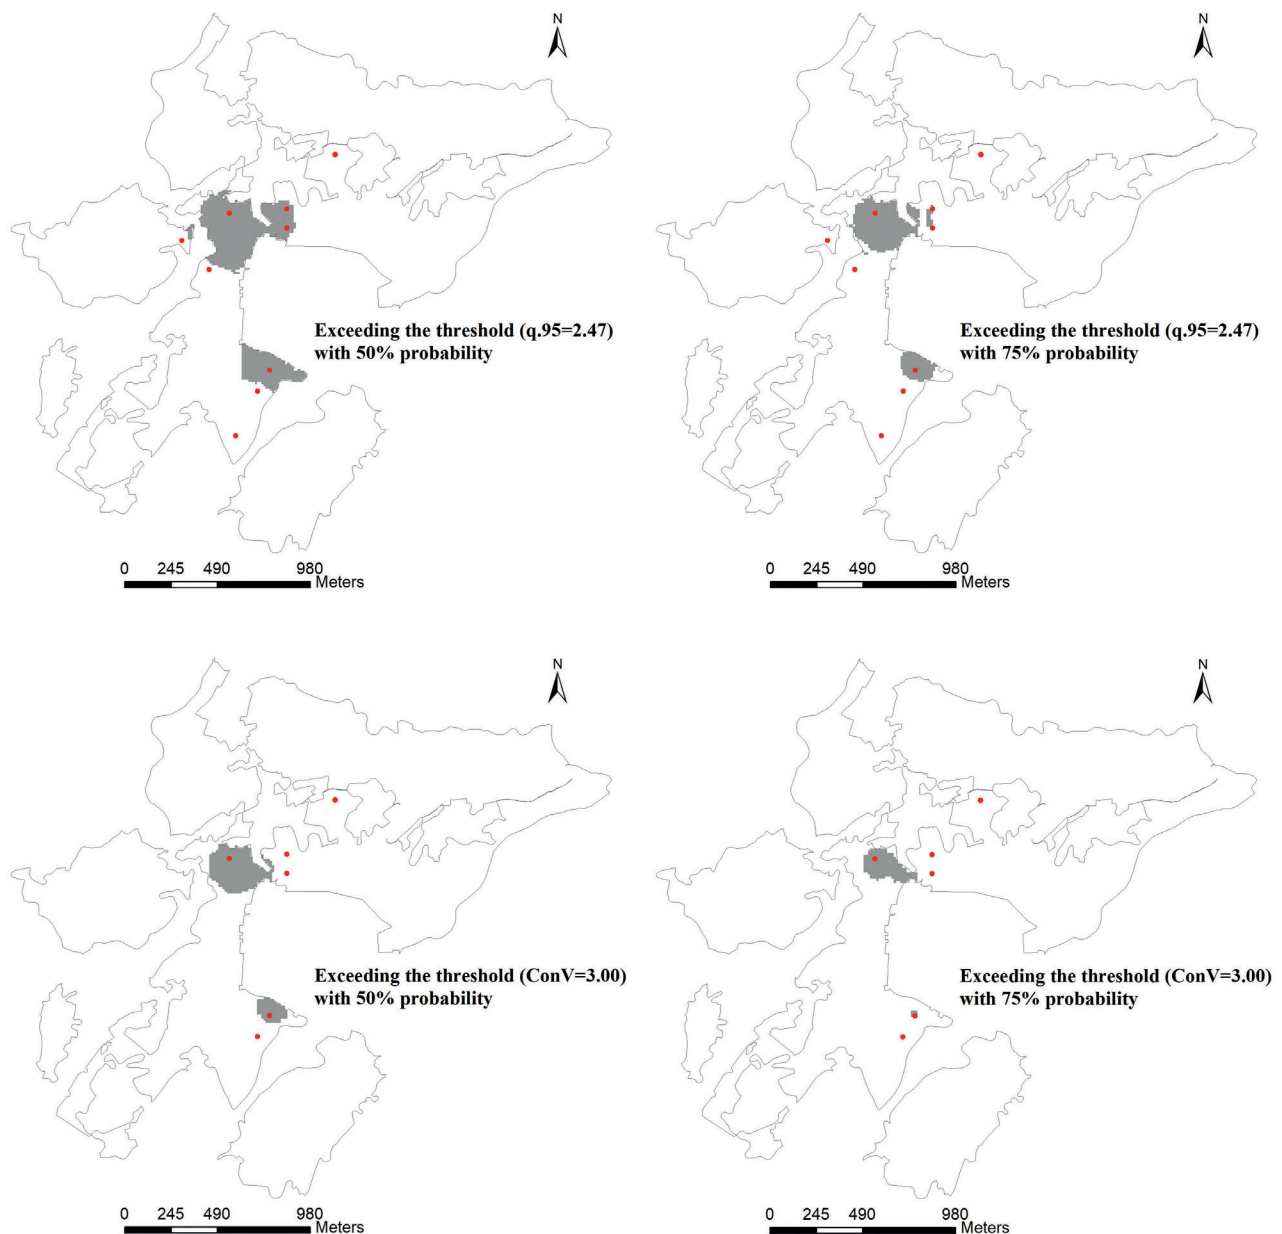 N
N
Exceeding the threshold (q.95=2.47)
with 50% probability
Exceeding the threshold (q.95=2.47)
with 75% probability
0 245 490 980
Meters
0 245 490 980
Meters
N
N
Exceeding the threshold (ConV=3.00)
with 50% probability
Exceeding the threshold (ConV=3.00)
with 75% probability
0 245 490 980
Meters
0 245 490 980
Meters